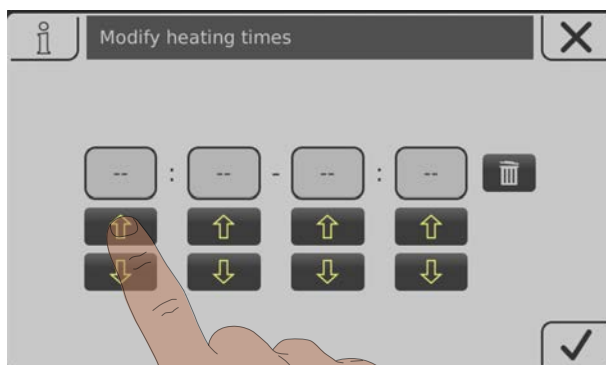 Modify heating times
-- : -- - -- : --